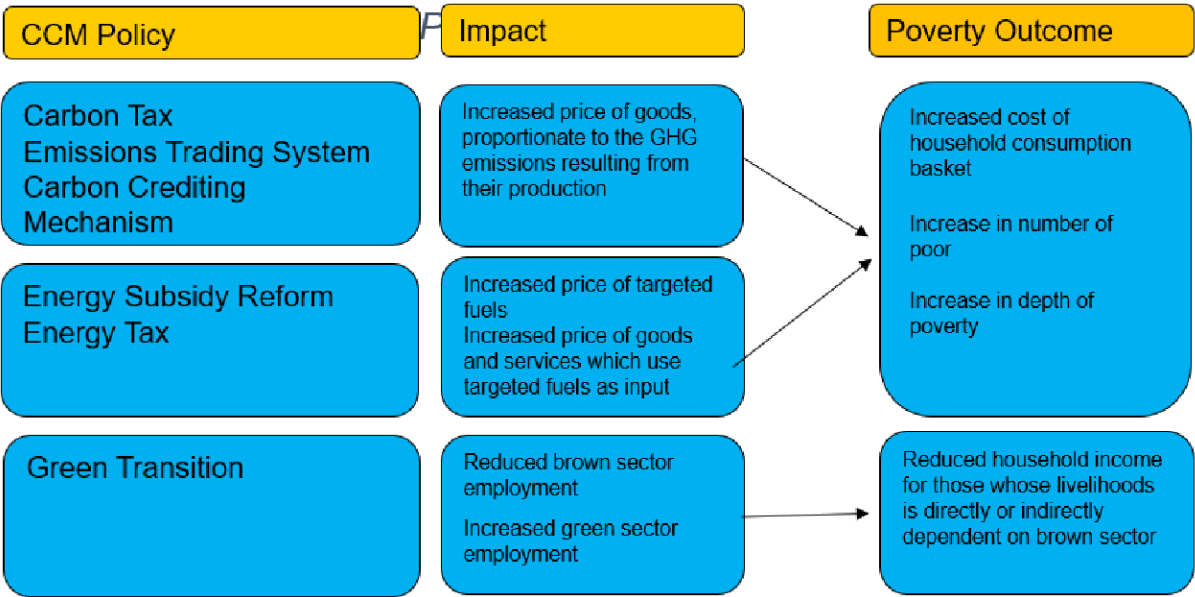 CCM Policy
P
Impact
Poverty Outcome
Carbon Tax
Emissions Trading System
Carbon Crediting
Mechanism
Increased price of goods,
proportionate to the GHG
emissions resulting from
their production
Increased cost of
household consumption
basket
Increase in number of
poor
Increase in depth of
poverty
Energy Subsidy Reform
Energy Tax
Increased price of targeted
fuels
Increased price of goods
and services which use
targeted fuels as input
Green Transition
Reduced brown sector
employment
Increased green sector
employment
Reduced household income
for those whose livelihoods
is directly or indirectly
dependent on brown sector